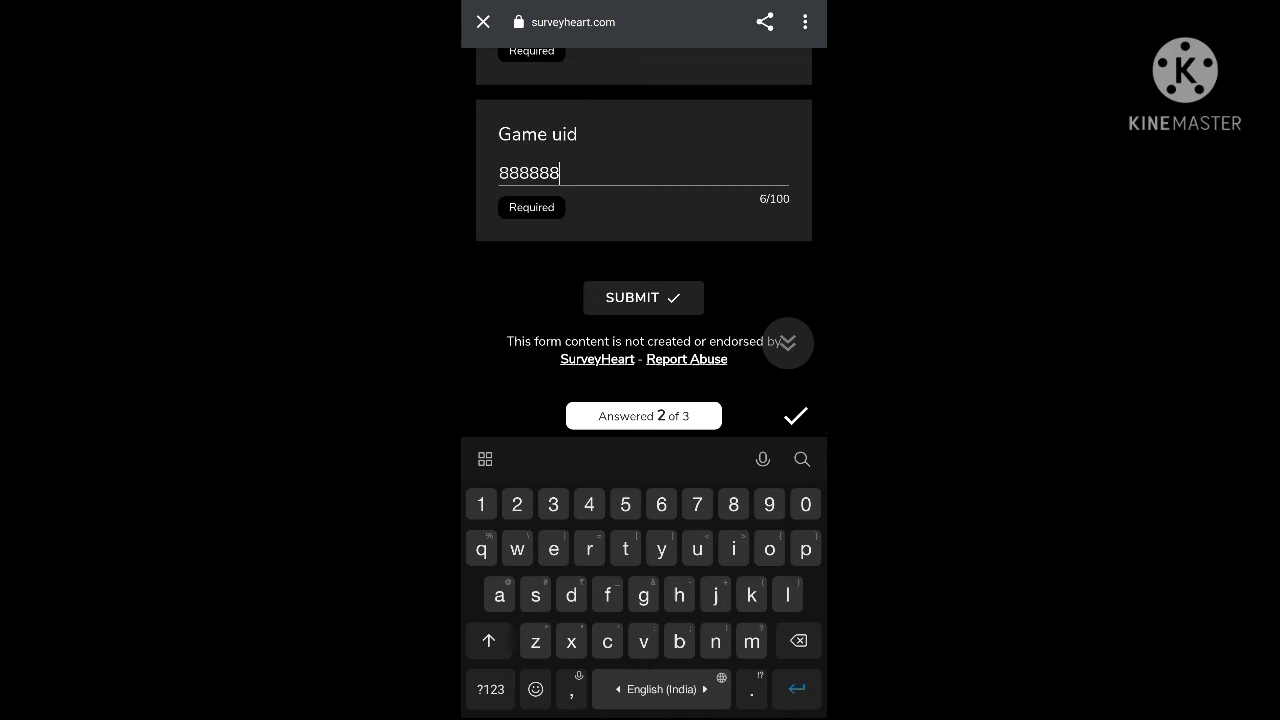 surveyheart.com
Required
Game uid
888888
6/100
Required
SUBMIT
This form content is not created or endorsed by
SurveyHeart - Report Abuse
Answered 2 of 3
1 2 3 4 5 6 7 8 9 0
% \ | = [ ] < > { }
q w e r t y u i o p
@ # ₹ _ & - + ( )
a s d f g h j k l
* " ' : ; ! ?
z x c v b n m
?123 , English (India) . !?
K
KINEMASTER